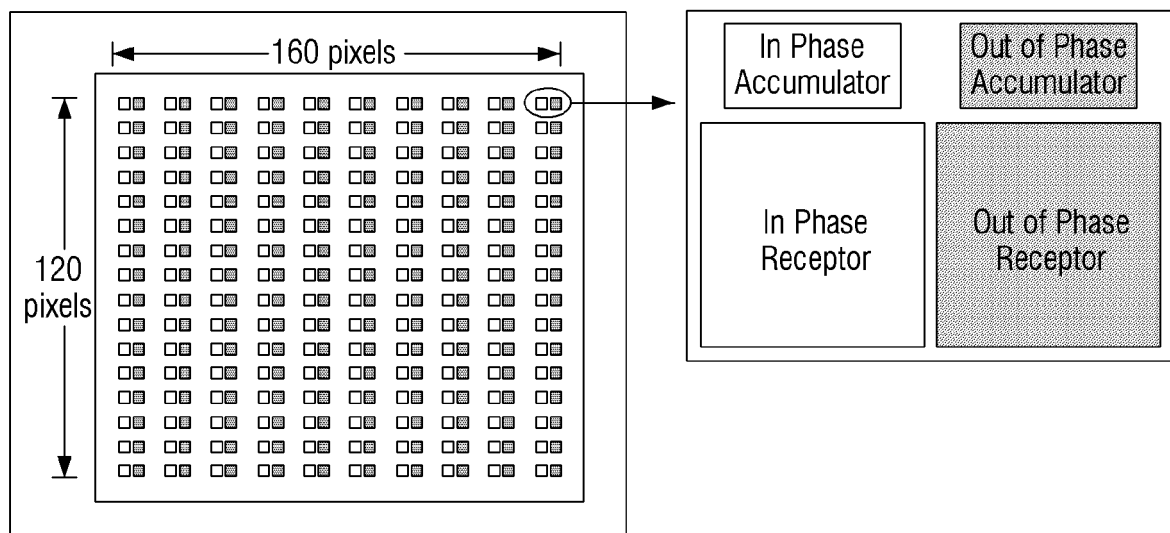 160 pixels
120
pixels
In Phase
Accumulator
Out of Phase
Accumulator
In Phase
Receptor
Out of Phase
Receptor